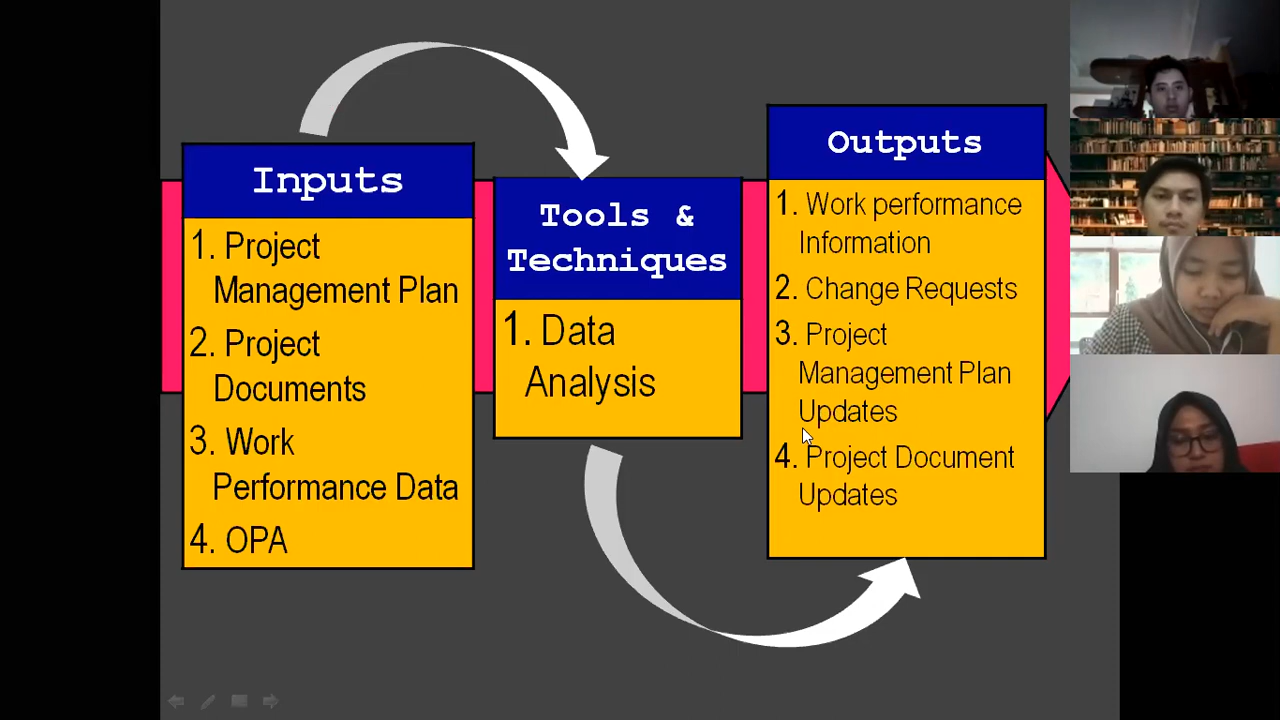 Inputs
1. Project
Management Plan
2. Project
Documents
3. Work
Performance Data
4. OPA
Tools &
Techniques
1. Data
Analysis
Outputs
1. Work performance
Information
2. Change Requests
3. Project
Management Plan
Updates
4. Project Document
Updates